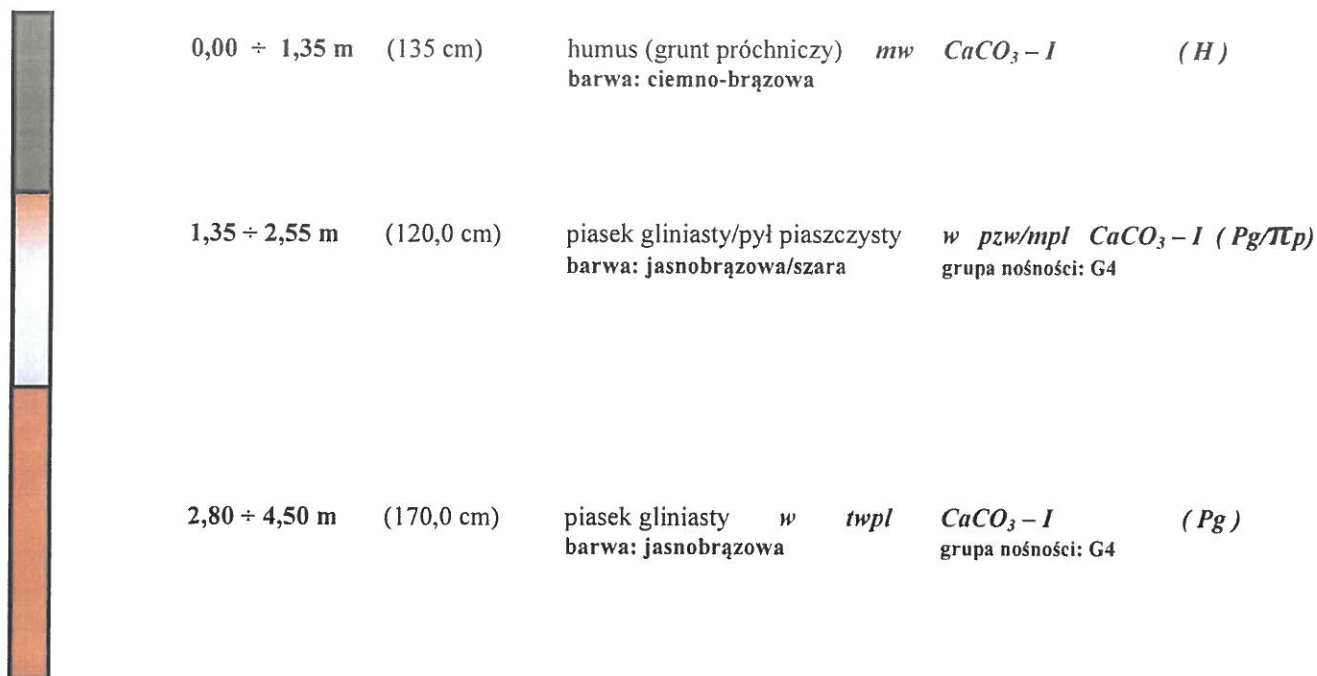 0,00 ÷ 1,35 m (135 cm) humus (grunt próchniczy) mw CaCO₃ – I ( H )
barwa: ciemno-brązowa
1,35 ÷ 2,55 m (120,0 cm) piasek gliniasty/pył piaszczysty w pzw/mpl CaCO₃ – I ( Pg/πp)
barwa: jasnobrązowa/szara grupa nośności: G4
2,80 ÷ 4,50 m (170,0 cm) piasek gliniasty w twpl CaCO₃ – I ( Pg )
barwa: jasnobrązowa grupa nośności: G4